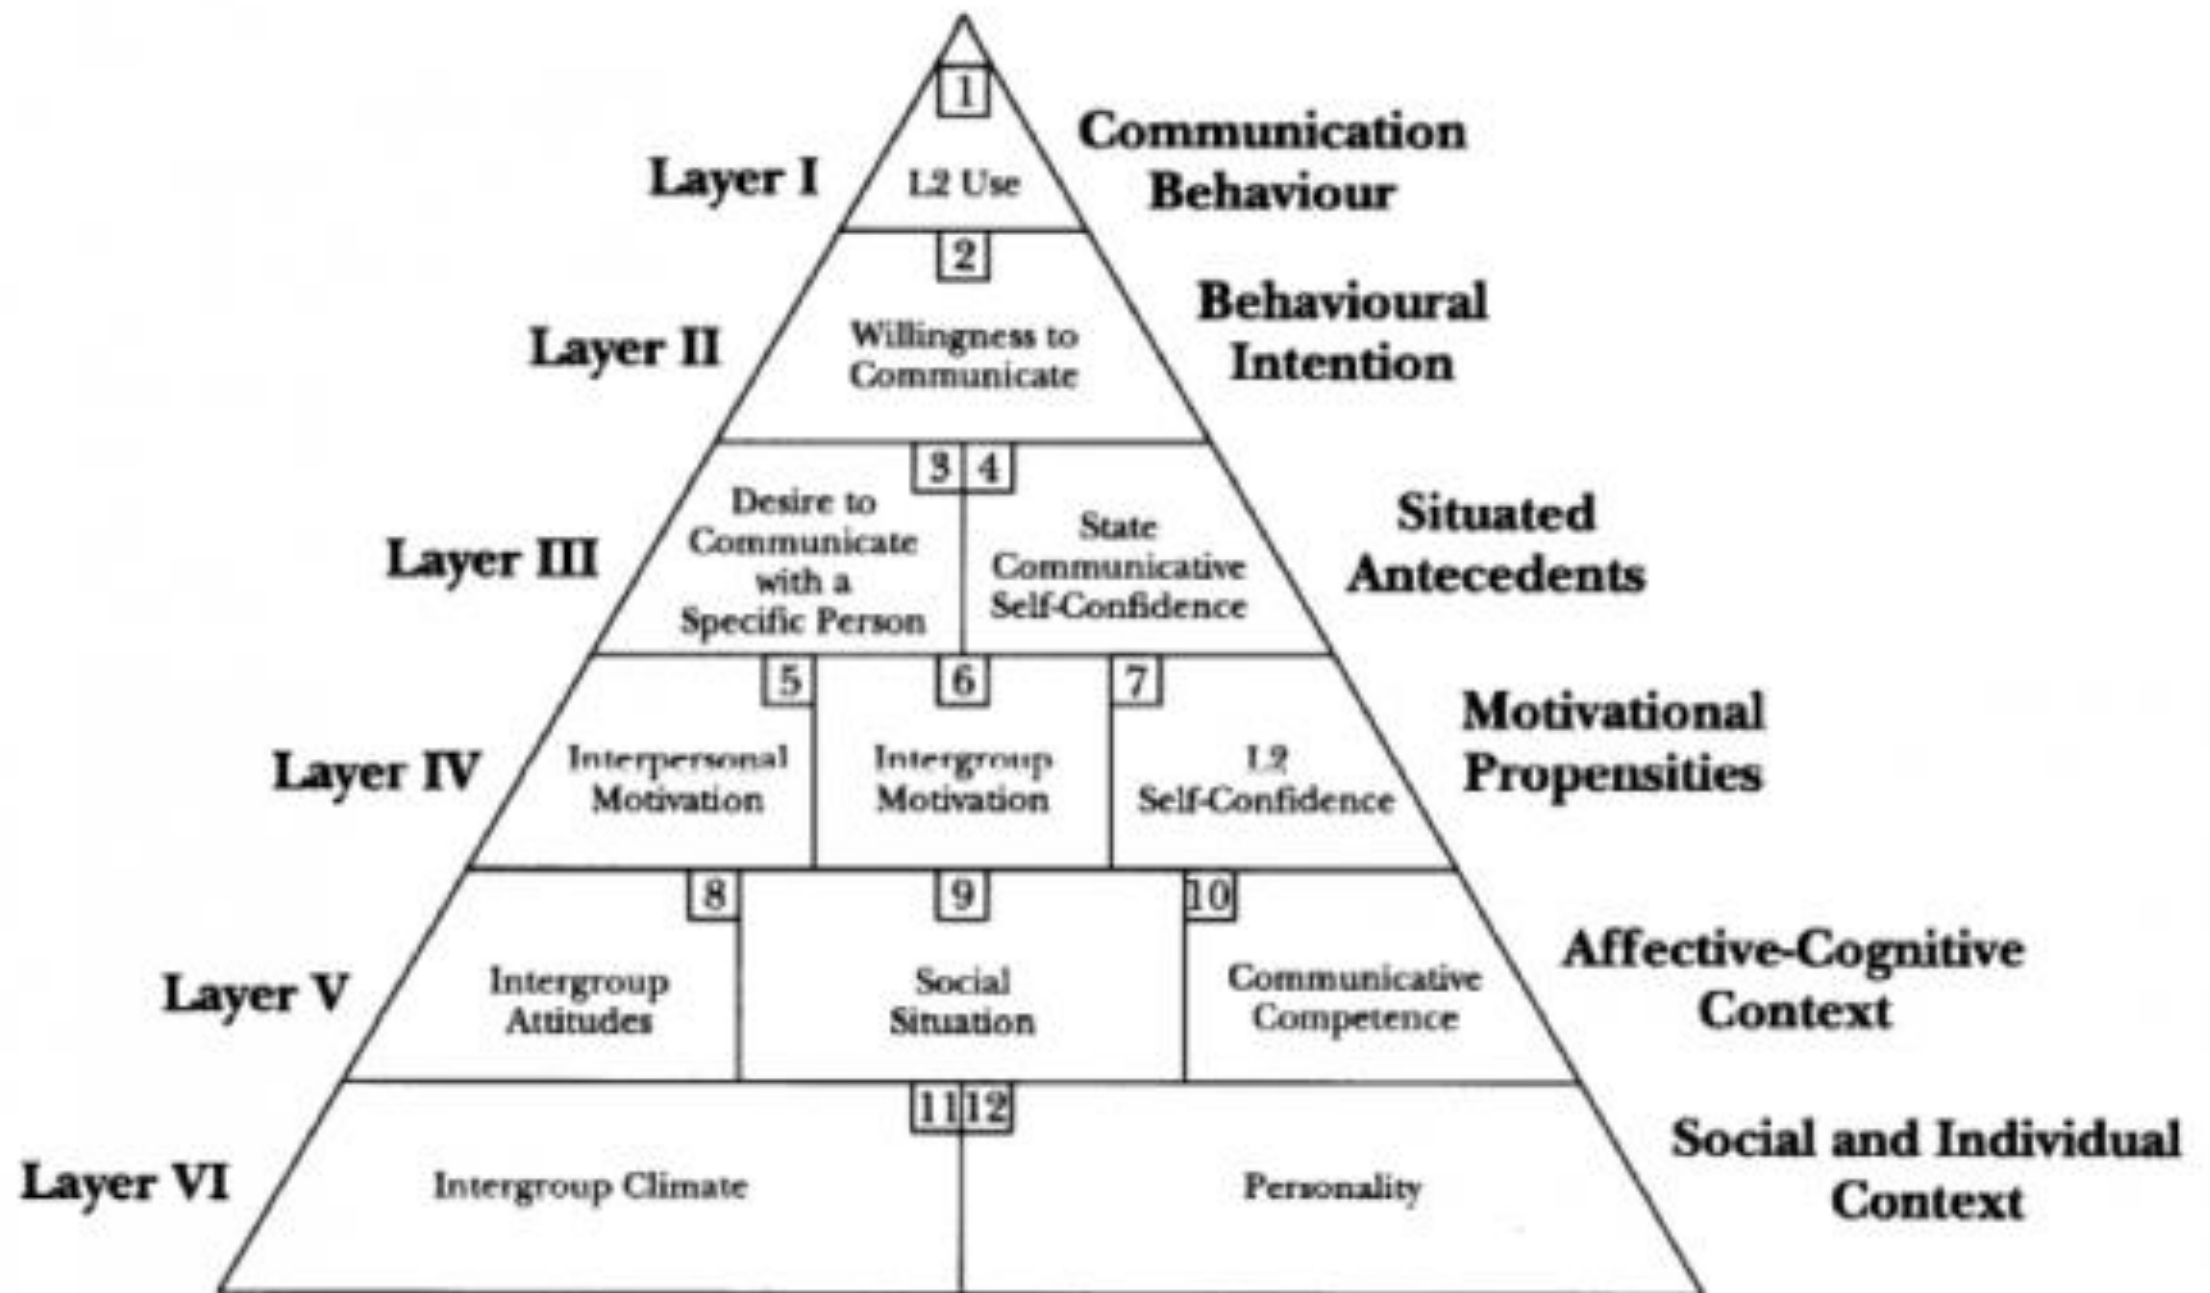 1
Communication
Behaviour
Layer I
L2 Use
2
Behavioural
Intention
Layer II
Willingness to
Communicate
3 4
Situated
Antecedents
Layer III
Desire to
Communicate
with a
Specific Person
State
Communicative
Self-Confidence
5 6 7
Motivational
Propensities
Layer IV
Interpersonal
Motivation
Intergroup
Motivation
L2
Self-Confidence
8 9 10
Affective-Cognitive
Context
Layer V
Intergroup
Attitudes
Social
Situation
Communicative
Competence
11 12
Social and Individual
Context
Layer VI
Intergroup Climate
Personality